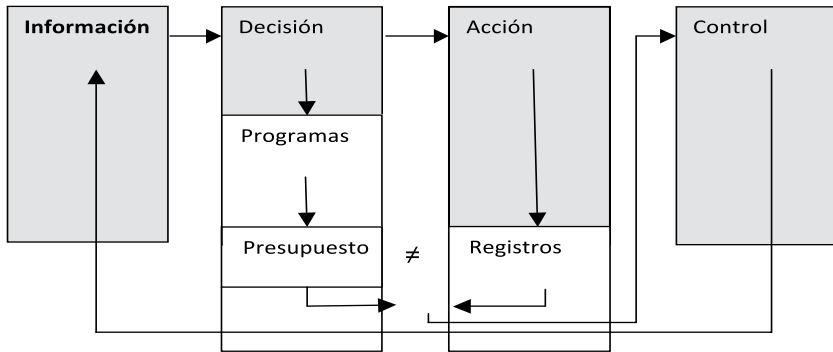 Información
Decisión
Acción
Control
Programas
Presupuesto
≠
Registros